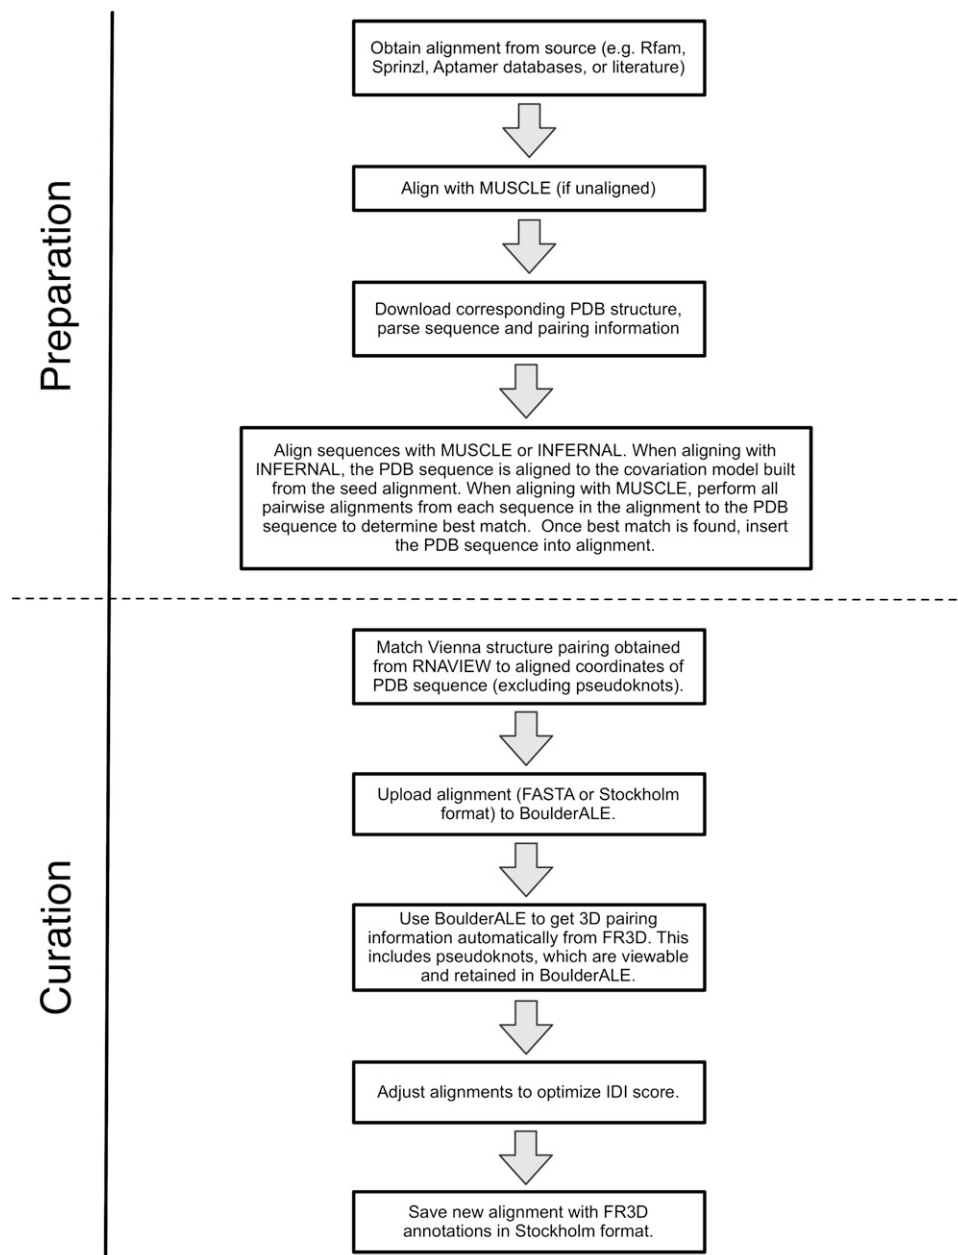 Preparation
Obtain alignment from source (e.g. Rfam,
Sprinzl, Aptamer databases, or literature)
Align with MUSCLE (if unaligned)
Download corresponding PDB structure,
parse sequence and pairing information
Align sequences with MUSCLE or INFERNAL. When aligning with
INFERNAL, the PDB sequence is aligned to the covariation model built
from the seed alignment. When aligning with MUSCLE, perform all
pairwise alignments from each sequence in the alignment to the PDB
sequence to determine best match.  Once best match is found, insert
the PDB sequence into alignment.
Curation
Match Vienna structure pairing obtained
from RNAVIEW to aligned coordinates of
PDB sequence (excluding pseudoknots).
Upload alignment (FASTA or Stockholm
format) to BoulderALE.
Use BoulderALE to get 3D pairing
information automatically from FR3D. This
includes pseudoknots, which are viewable
and retained in BoulderALE.
Adjust alignments to optimize IDI score.
Save new alignment with FR3D
annotations in Stockholm format.